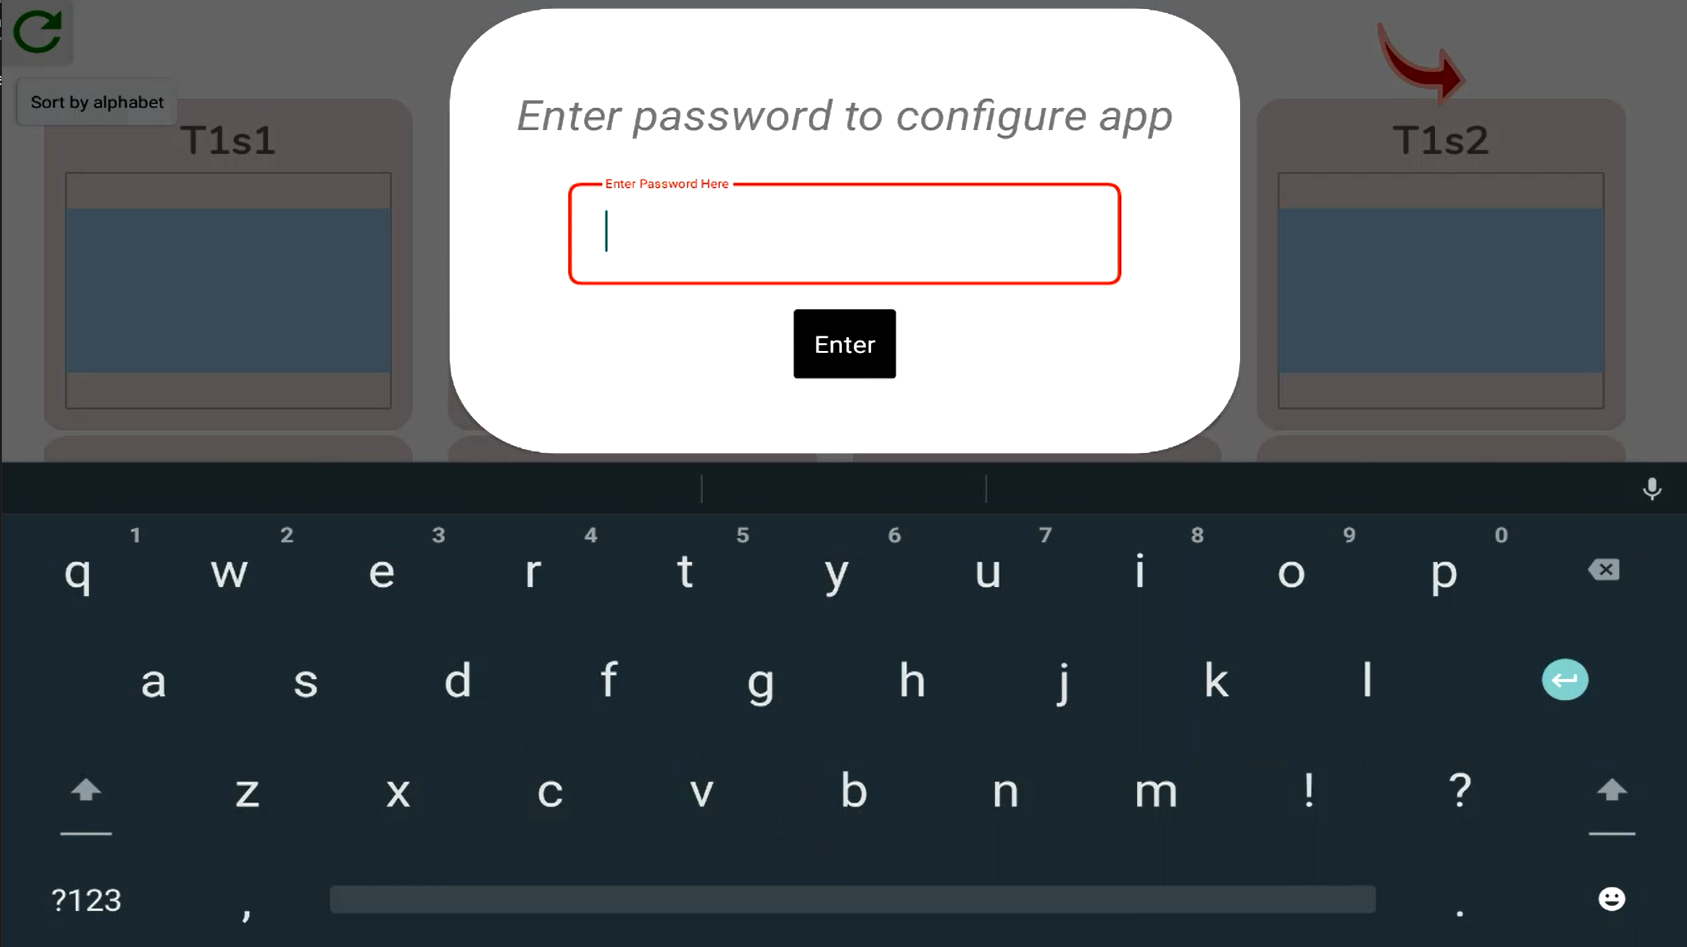 Sort by alphabet
T1s1
Enter password to configure app
Enter Password Here
Enter
T1s2
1 2 3 4 5 6 7 8 9 0
q w e r t y u i o p
a s d f g h j k l
z x c v b n m ! ?
?123 , .